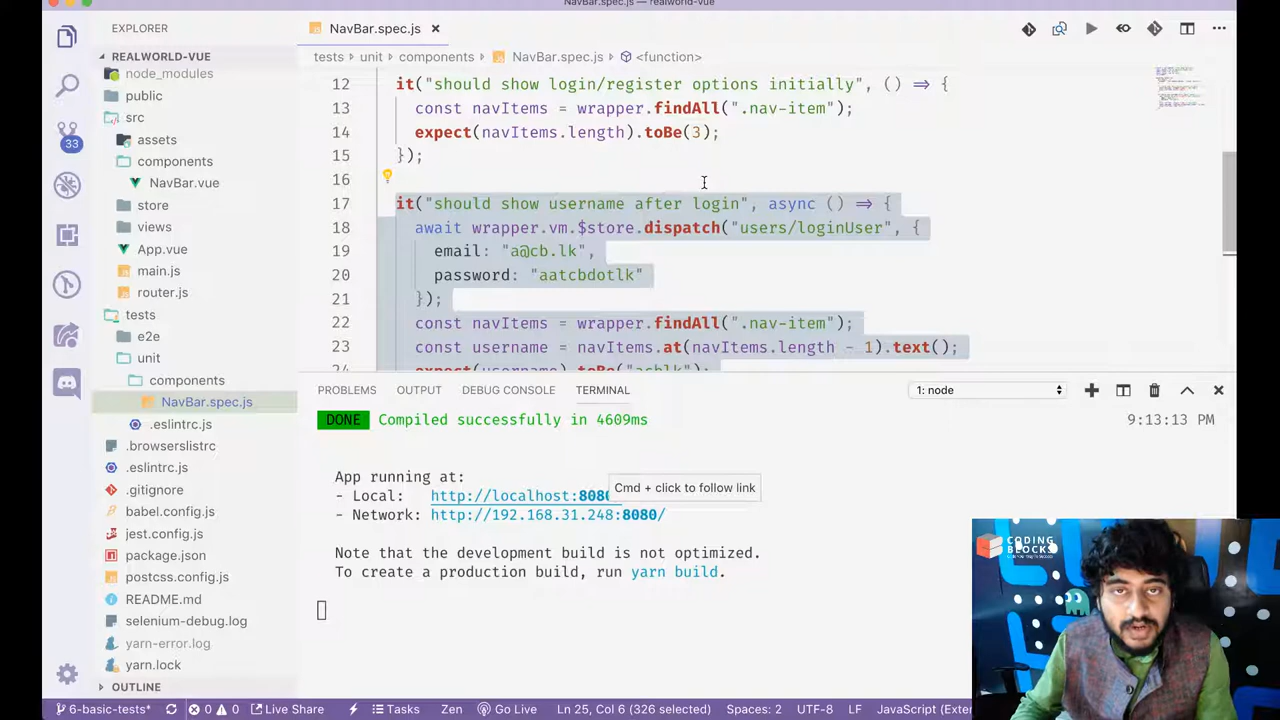 NavBar.spec.js — realworld-vue
EXPLORER
NavBar.spec.js
REALWORLD-VUE
tests
unit
components
NavBar.spec.js
<function>
node_modules
public
src
assets
components
NavBar.vue
store
views
App.vue
main.js
router.js
tests
e2e
unit
components
NavBar.spec.js
.eslintrc.js
.browserslistrc
.eslintrc.js
.gitignore
babel.config.js
jest.config.js
package.json
postcss.config.js
README.md
selenium-debug.log
yarn-error.log
yarn.lock
OUTLINE
33
12 it("should show login/register options initially", () => {
13 const navItems = wrapper.findAll(".nav-item");
14 expect(navItems.length).toBe(3);
15 });
16
17 it("should show username after login", async () => {
18 await wrapper.vm.$store.dispatch("users/loginUser", {
19 email: "a@cb.lk",
20 password: "aatcbdotlk"
21 });
22 const navItems = wrapper.findAll(".nav-item");
23 const username = navItems.at(navItems.length - 1).text();
24 expect(username).toBe("acblk");
PROBLEMS OUTPUT DEBUG CONSOLE TERMINAL 1: node
DONE Compiled successfully in 4609ms 9:13:13 PM
App running at:
- Local: http://localhost:8080
Cmd + click to follow link
- Network: http://192.168.31.248:8080/
Note that the development build is not optimized.
To create a production build, run yarn build.
CODING
BLOCKS
6-basic-tests* 0 0 Live Share Tasks Zen Go Live Ln 25, Col 6 (326 selected) Spaces: 2 UTF-8 LF JavaScript (Exter